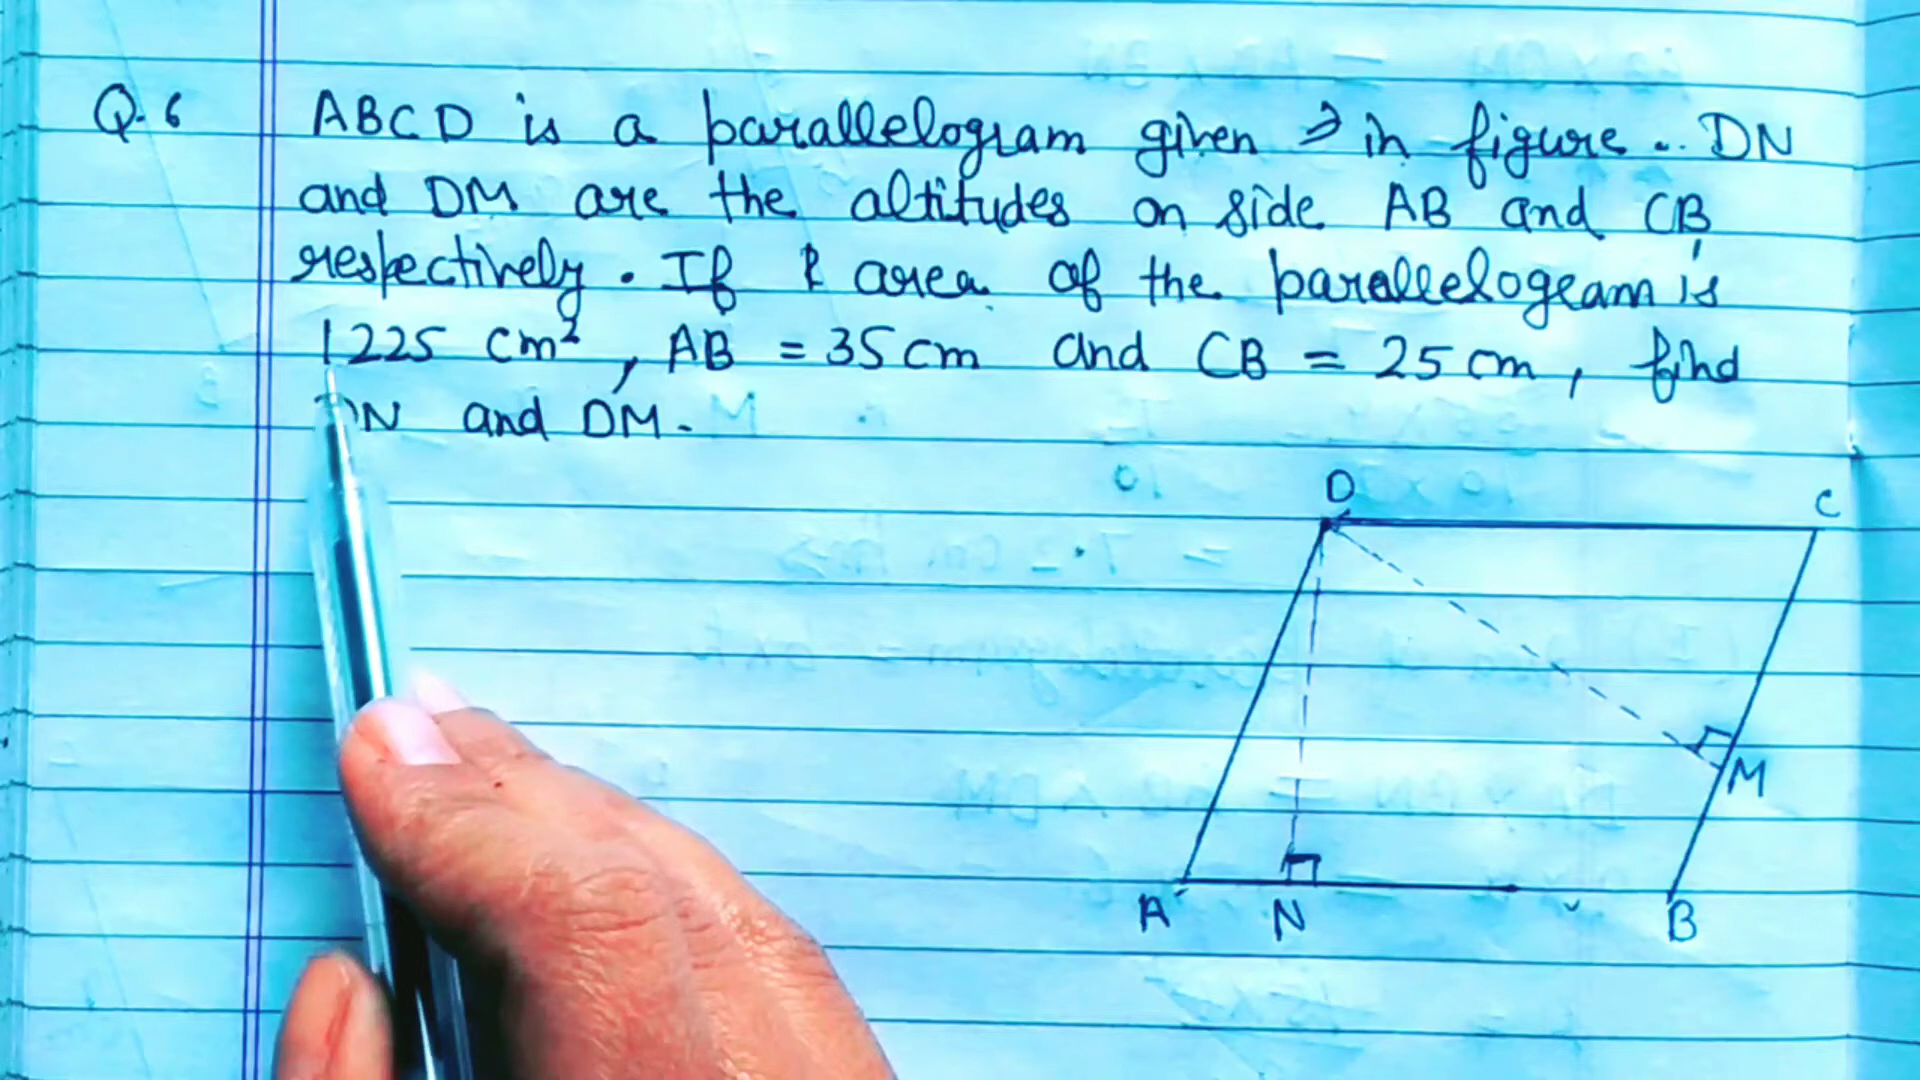 Q.6 ABCD is a parallelogram given in figure. DN
and DM are the altitudes on side AB and CB
respectively. If area of the parallelogram is
1225 cm², AB = 35 cm and CB = 25 cm, find
DN and DM.
D C
M
A N B